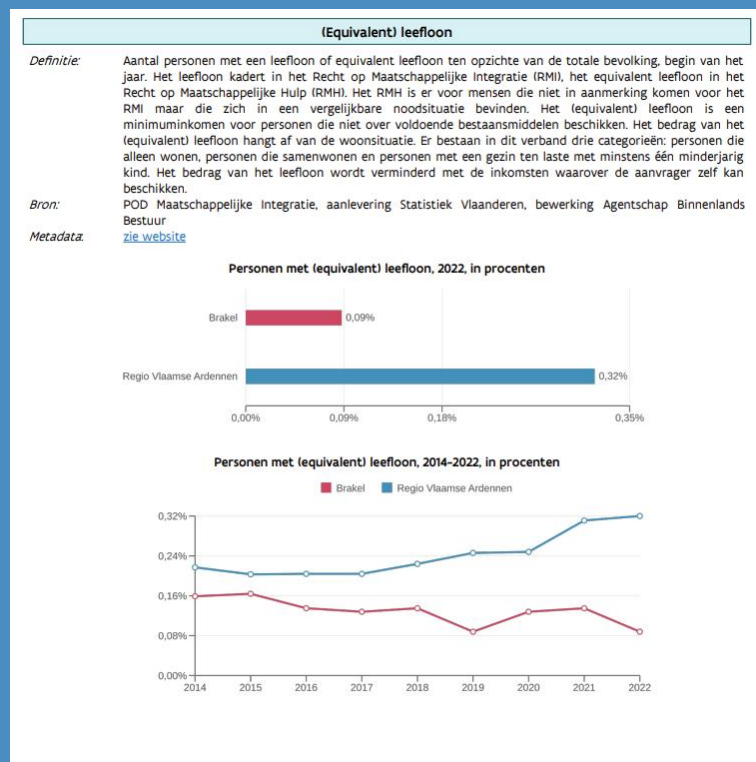 (Equivalent) leefloon
Definitie: Aantal personen met een leefloon of equivalent leefloon ten opzichte van de totale bevolking, begin van het
jaar. Het leefloon kadert in het Recht op Maatschappelijke Integratie (RMI), het equivalent leefloon in het
Recht op Maatschappelijke Hulp (RMH). Het RMH is er voor mensen die niet in aanmerking komen voor het
RMI maar die zich in een vergelijkbare noodsituatie bevinden. Het (equivalent) leefloon is een
minimuminkomen voor personen die niet over voldoende bestaansmiddelen beschikken. Het bedrag van het
(equivalent) leefloon hangt af van de woonsituatie. Er bestaan in dit verband drie categorieën: personen die
alleen wonen, personen die samenwonen en personen met een gezin ten laste met minstens één minderjarig
kind. Het bedrag van het leefloon wordt verminderd met de inkomsten waarover de aanvrager zelf kan
beschikken.
Bron: POD Maatschappelijke Integratie, aanlevering Statistiek Vlaanderen, bewerking Agentschap Binnenlands
Bestuur
Metadata: zie website
Personen met (equivalent) leefloon, 2022, in procenten
Brakel 0,09%
Regio Vlaamse Ardennen 0,32%
0,00% 0,09% 0,18% 0,35%
Personen met (equivalent) leefloon, 2014-2022, in procenten
Brakel Regio Vlaamse Ardennen
0,32%
0,24%
0,16%
0,08%
0,00%
2014 2015 2016 2017 2018 2019 2020 2021 2022